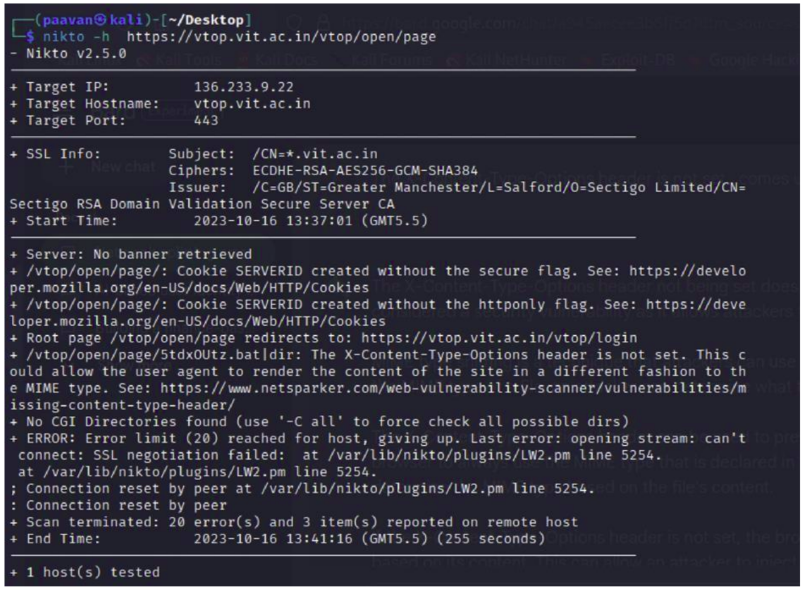 (paavan㉿kali)-[~/Desktop]
$ nikto -h https://vtop.vit.ac.in/vtop/open/page
- Nikto v2.5.0
+ Target IP: 136.233.9.22
+ Target Hostname: vtop.vit.ac.in
+ Target Port: 443
+ SSL Info: Subject: /CN=*.vit.ac.in
Ciphers: ECDHE-RSA-AES256-GCM-SHA384
Issuer: /C=GB/ST=Greater Manchester/L=Salford/O=Sectigo Limited/CN=
Sectigo RSA Domain Validation Secure Server CA
+ Start Time: 2023-10-16 13:37:01 (GMT5.5)
+ Server: No banner retrieved
+ /vtop/open/page/: Cookie SERVERID created without the secure flag. See: https://develo
per.mozilla.org/en-US/docs/Web/HTTP/Cookies
+ /vtop/open/page/: Cookie SERVERID created without the httponly flag. See: https://deve
loper.mozilla.org/en-US/docs/Web/HTTP/Cookies
+ Root page /vtop/open/page redirects to: https://vtop.vit.ac.in/vtop/login
+ /vtop/open/page/5tdxOUtz.bat|dir: The X-Content-Type-Options header is not set. This c
ould allow the user agent to render the content of the site in a different fashion to th
e MIME type. See: https://www.netsparker.com/web-vulnerability-scanner/vulnerabilities/m
issing-content-type-header/
+ No CGI Directories found (use '-C all' to force check all possible dirs)
+ ERROR: Error limit (20) reached for host, giving up. Last error: opening stream: can't
connect: SSL negotiation failed: at /var/lib/nikto/plugins/LW2.pm line 5254.
at /var/lib/nikto/plugins/LW2.pm line 5254.
; Connection reset by peer at /var/lib/nikto/plugins/LW2.pm line 5254.
: Connection reset by peer
+ Scan terminated: 20 error(s) and 3 item(s) reported on remote host
+ End Time: 2023-10-16 13:41:16 (GMT5.5) (255 seconds)
+ 1 host(s) tested